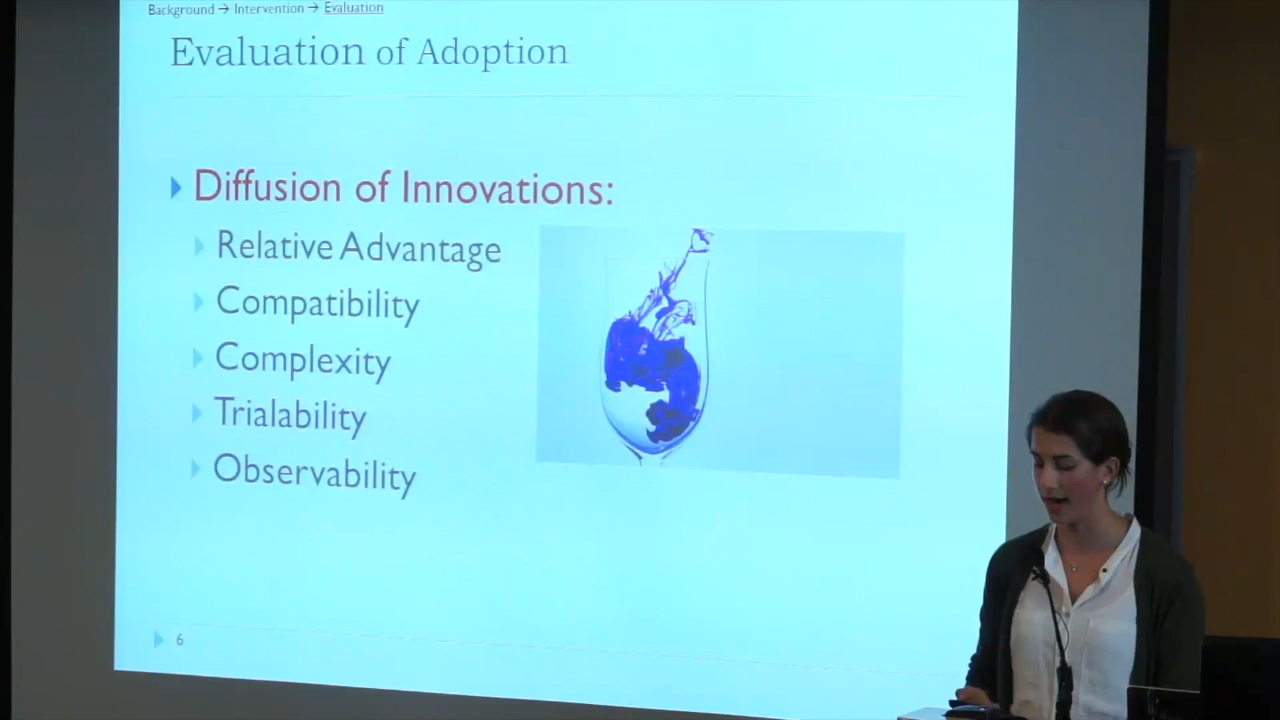 Background → Intervention → Evaluation
Evaluation of Adoption
Diffusion of Innovations:
Relative Advantage
Compatibility
Complexity
Trialability
Observability
6